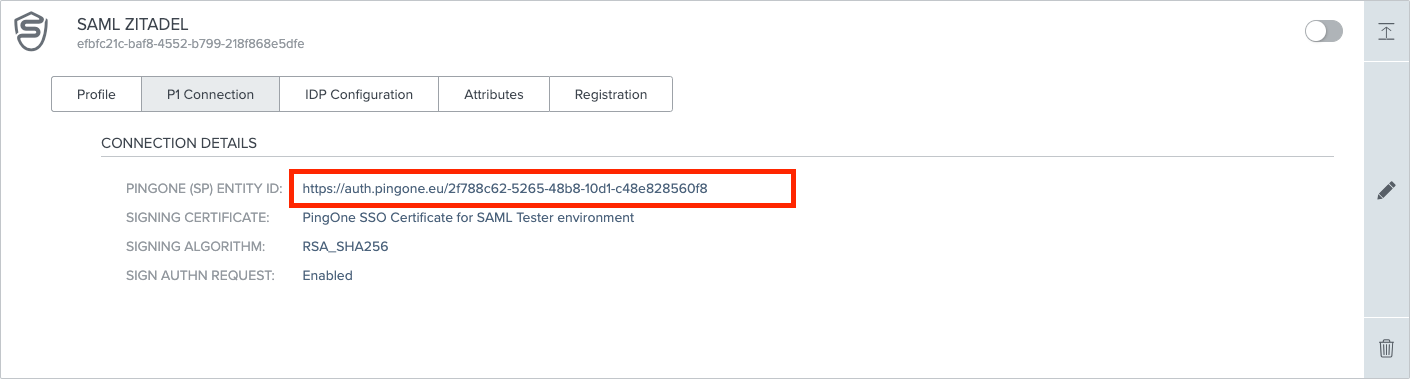 SAML ZITADEL
efbfc21c-baf8-4552-b799-218f868e5dfe
Profile P1 Connection IDP Configuration Attributes Registration
CONNECTION DETAILS
PINGONE (SP) ENTITY ID: https://auth.pingone.eu/2f788c62-5265-48b8-10d1-c48e828560f8
SIGNING CERTIFICATE: PingOne SSO Certificate for SAML Tester environment
SIGNING ALGORITHM: RSA_SHA256
SIGN AUTHN REQUEST: Enabled